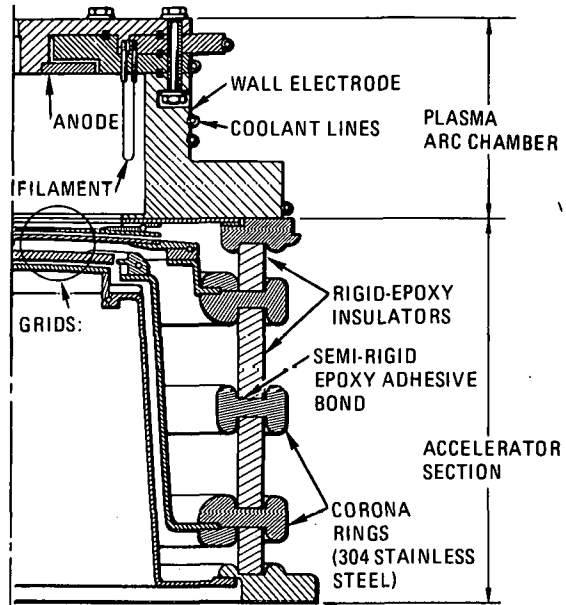 WALL ELECTRODE
ANODE
COOLANT LINES
PLASMA
ARC CHAMBER
FILAMENT
GRIDS:
RIGID-EPOXY
INSULATORS
SEMI-RIGID
EPOXY ADHESIVE
BOND
ACCELERATOR
SECTION
CORONA
RINGS
(304 STAINLESS
STEEL)